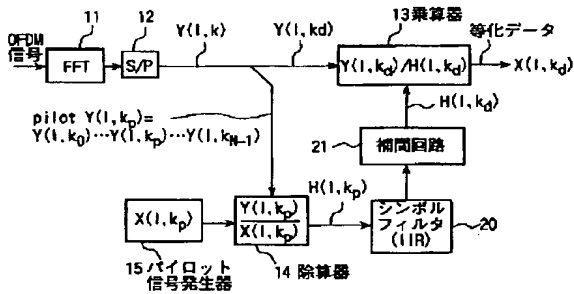 11
12
13乗算器
OFDM
信号
FFT
S/P
Y(l,k)
Y(l,kd)
Y(l,kd)/H(l,kd)
等化データ
X(l,kd)
H(l,kd)
pilot Y(l,kp)=
Y(l,k0)…Y(l,kp)…Y(l,kN-1)
21
補間回路
X(l,kp)
Y(l,kp)
X(l,kp)
H(l,kp)
シンボル
フィルタ
(IIR)
20
15 パイロット
信号発生器
14 除算器